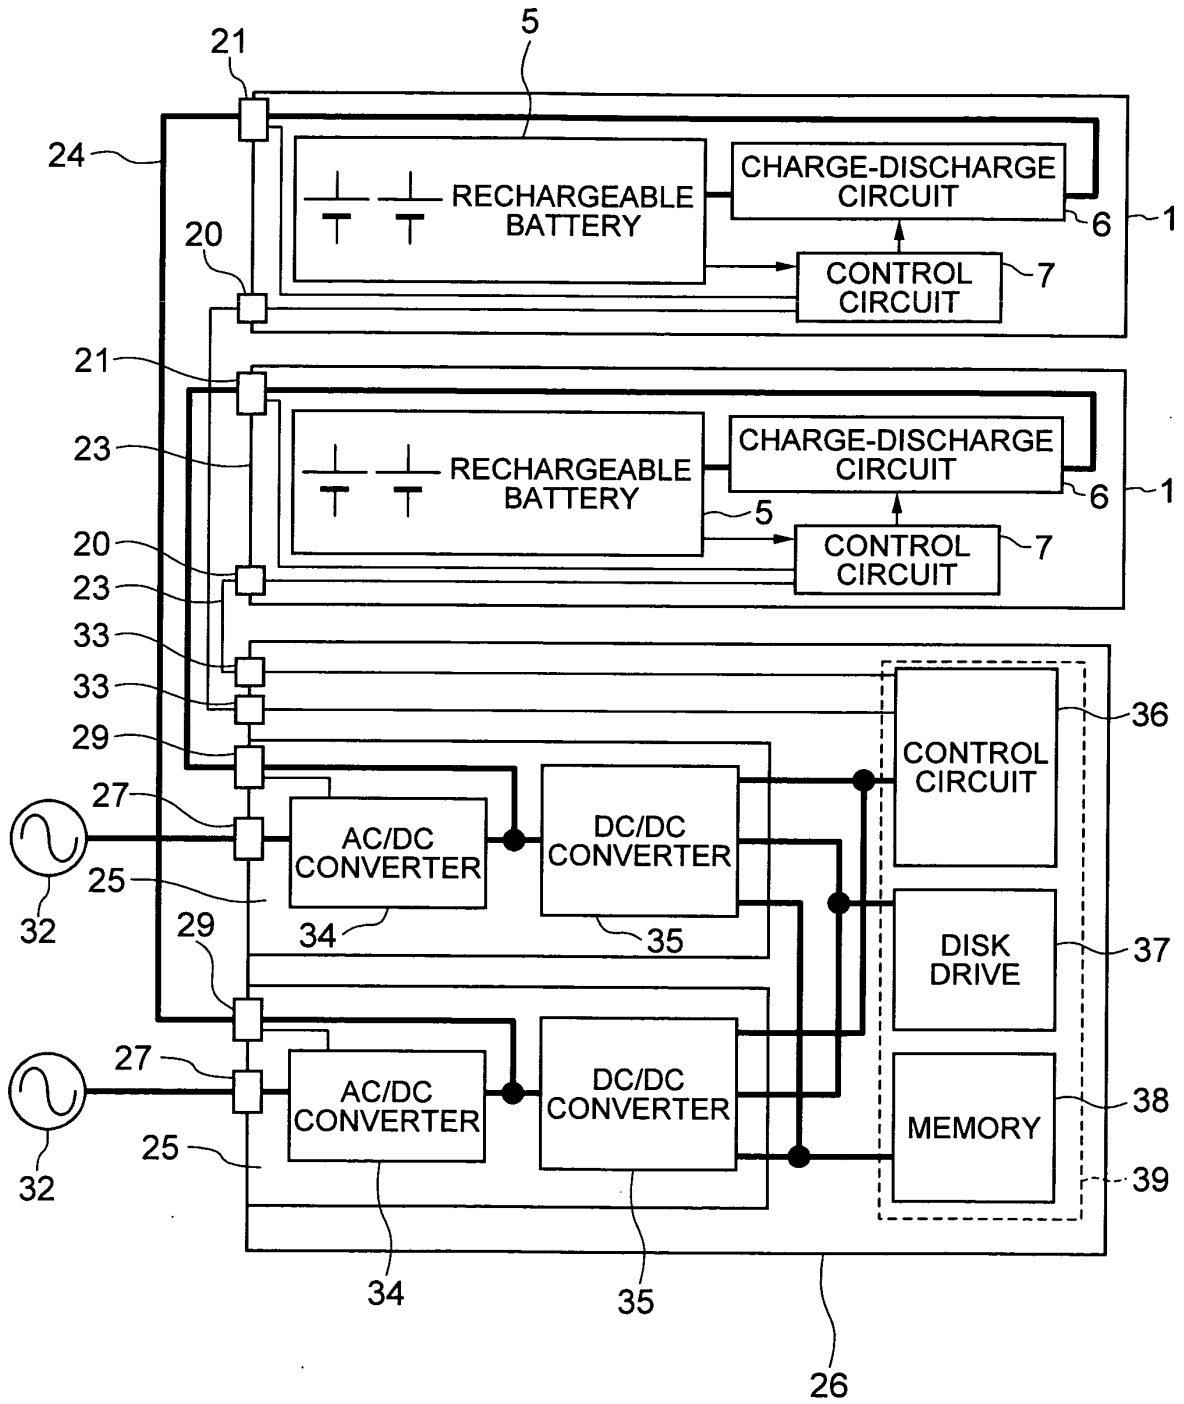 5
21
24
RECHARGEABLE
BATTERY
CHARGE-DISCHARGE
CIRCUIT
6
1
20
CONTROL
CIRCUIT
7
21
23
RECHARGEABLE
BATTERY
CHARGE-DISCHARGE
CIRCUIT
6
1
5
20
CONTROL
CIRCUIT
7
23
33
33
36
29
CONTROL
CIRCUIT
27
AC/DC
CONVERTER
DC/DC
CONVERTER
25
32
34
35
29
DISK
DRIVE
37
27
AC/DC
CONVERTER
DC/DC
CONVERTER
MEMORY
38
25
32
39
34
35
26